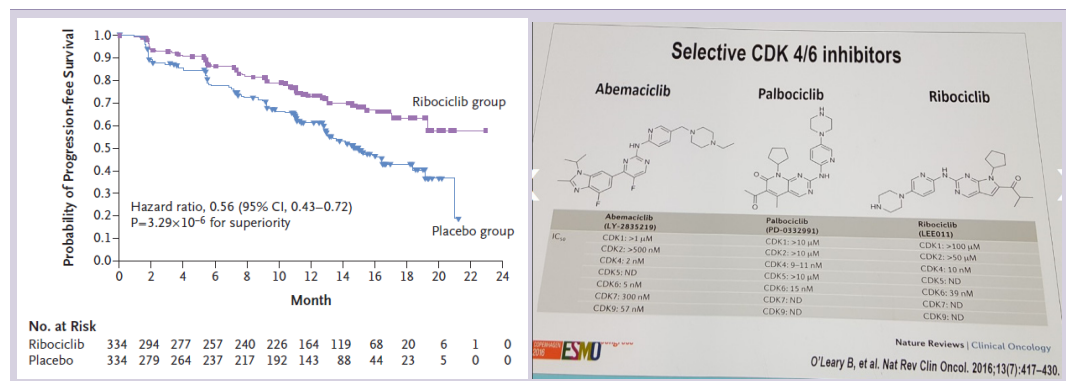 Probability of Progression-free Survival
1.0
0.9
0.8
0.7
0.6
0.5
0.4
0.3
0.2
0.1
0.0
Ribociclib group
Hazard ratio, 0.56 (95% CI, 0.43–0.72)
P=3.29×10−6 for superiority
Placebo group
0 2 4 6 8 10 12 14 16 18 20 22 24
Month
No. at Risk
Ribociclib 334 294 277 257 240 226 164 119 68 20 6 1 0
Placebo 334 279 264 237 217 192 143 88 44 23 5 0 0
Selective CDK 4/6 inhibitors
Abemaciclib Palbociclib Ribociclib
Abemaciclib
(LY-2835219)
Palbociclib
(PD-0332991)
Ribociclib
(LEE011)
IC50
CDK1: >1 µM
CDK2: >500 nM
CDK4: 2 nM
CDK5: ND
CDK6: 5 nM
CDK7: 300 nM
CDK9: 57 nM
CDK1: >10 µM
CDK2: >10 µM
CDK4: 9-11 nM
CDK5: >10 µM
CDK6: 15 nM
CDK7: ND
CDK9: ND
CDK1: >100 µM
CDK2: >50 µM
CDK4: 10 nM
CDK5: ND
CDK6: 39 nM
CDK7: ND
CDK9: ND
COPENHAGEN
2016
ESMO
Nature Reviews | Clinical Oncology
O'Leary B, et al. Nat Rev Clin Oncol. 2016;13(7):417–430.